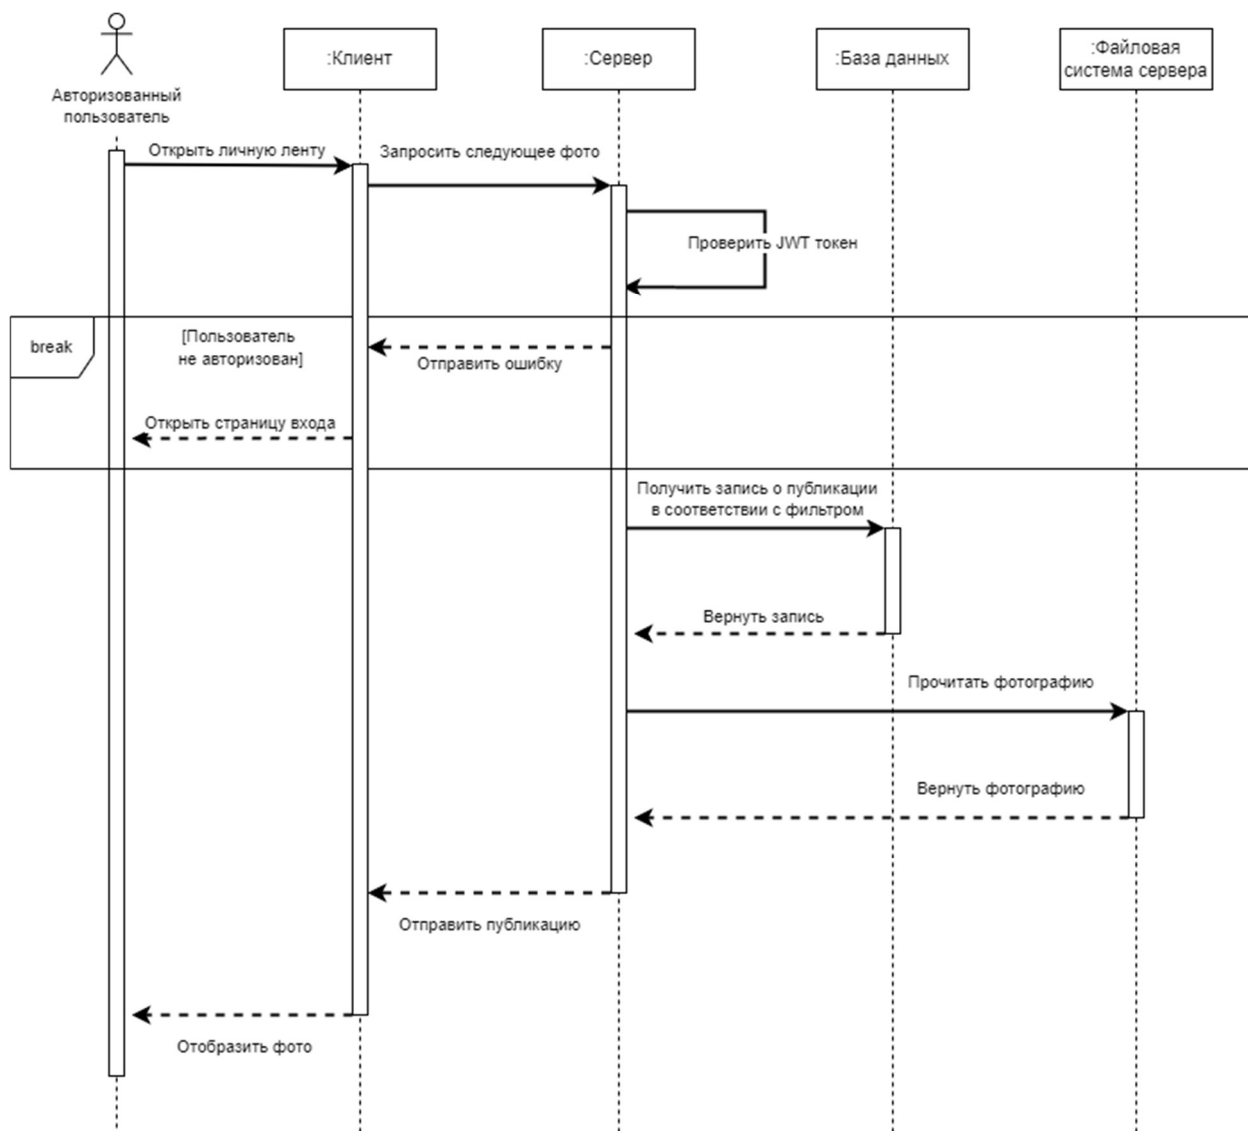 Авторизованный
пользователь
:Клиент
:Сервер
:База данных
:Файловая
система сервера
Открыть личную ленту
Запросить следующее фото
Проверить JWT токен
break
[Пользователь
не авторизован]
Отправить ошибку
Открыть страницу входа
Получить запись о публикации
в соответствии с фильтром
Вернуть запись
Прочитать фотографию
Вернуть фотографию
Отправить публикацию
Отобразить фото